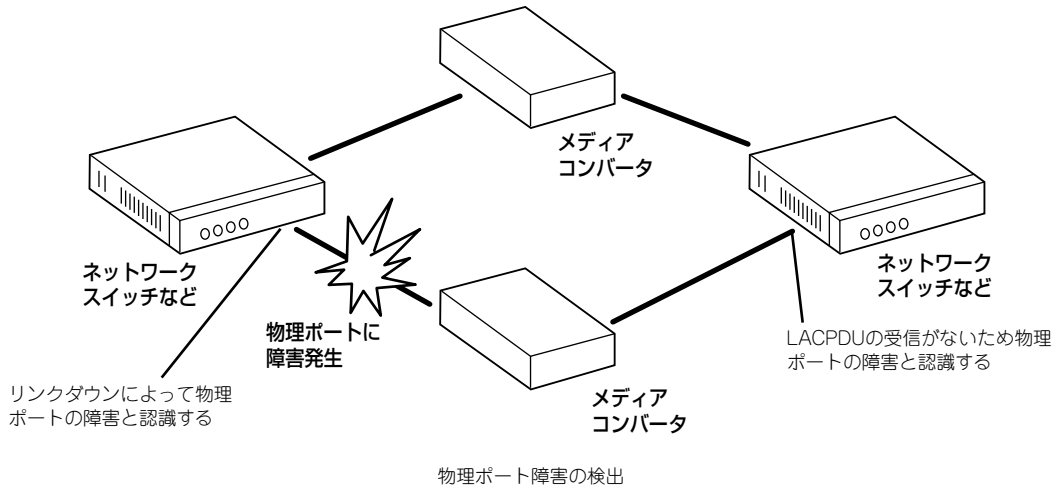 メディア
コンバータ
ネットワーク
スイッチなど
ネットワーク
スイッチなど
物理ポートに
障害発生
LACPDUの受信がないため物理
ポートの障害と認識する
リンクダウンによって物理
ポートの障害と認識する
メディア
コンバータ
物理ポート障害の検出